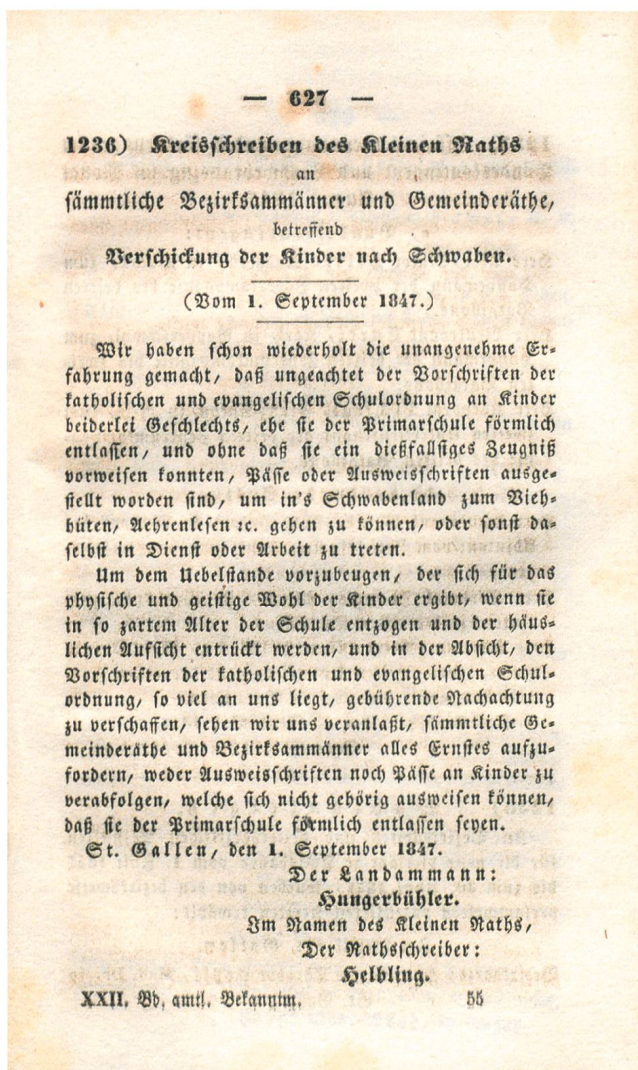 — 627 —
1236) Kreisschreiben des Kleinen Raths
an
sämmtliche Bezirksammänner und Gemeinderäthe,
betreffend
Verschickung der Kinder nach Schwaben.
(Vom 1. September 1847.)
Wir haben schon wiederholt die unangenehme Er-
fahrung gemacht, daß ungeachtet der Vorschriften der
katholischen und evangelischen Schulordnung an Kinder
beiderlei Geschlechts, ehe sie der Primarschule förmlich
entlassen, und ohne daß sie ein dießfallsiges Zeugniß
vorweisen konnten, Pässe oder Ausweisschriften ausge-
stellt worden sind, um in's Schwabenland zum Vieh-
hüten, Aehrenlesen ꝛc. gehen zu können, oder sonst da-
selbst in Dienst oder Arbeit zu treten.
Um dem Uebelstande vorzubeugen, der sich für das
physische und geistige Wohl der Kinder ergibt, wenn sie
in so zartem Alter der Schule entzogen und der häus-
lichen Aufsicht entrückt werden, und in der Absicht, den
Vorschriften der katholischen und evangelischen Schul-
ordnung, so viel an uns liegt, gebührende Nachachtung
zu verschaffen, sehen wir uns veranlaßt, sämmtliche Ge-
meinderäthe und Bezirksammänner alles Ernstes aufzu-
fordern, weder Ausweisschriften noch Pässe an Kinder zu
verabfolgen, welche sich nicht gehörig ausweisen können,
daß sie der Primarschule förmlich entlassen seyen.
St. Gallen, den 1. September 1847.
Der Landammann:
Hungerbühler.
Im Namen des Kleinen Raths,
Der Rathsschreiber:
Helbling.
XXII. Bd. amtl. Bekanntm. 55